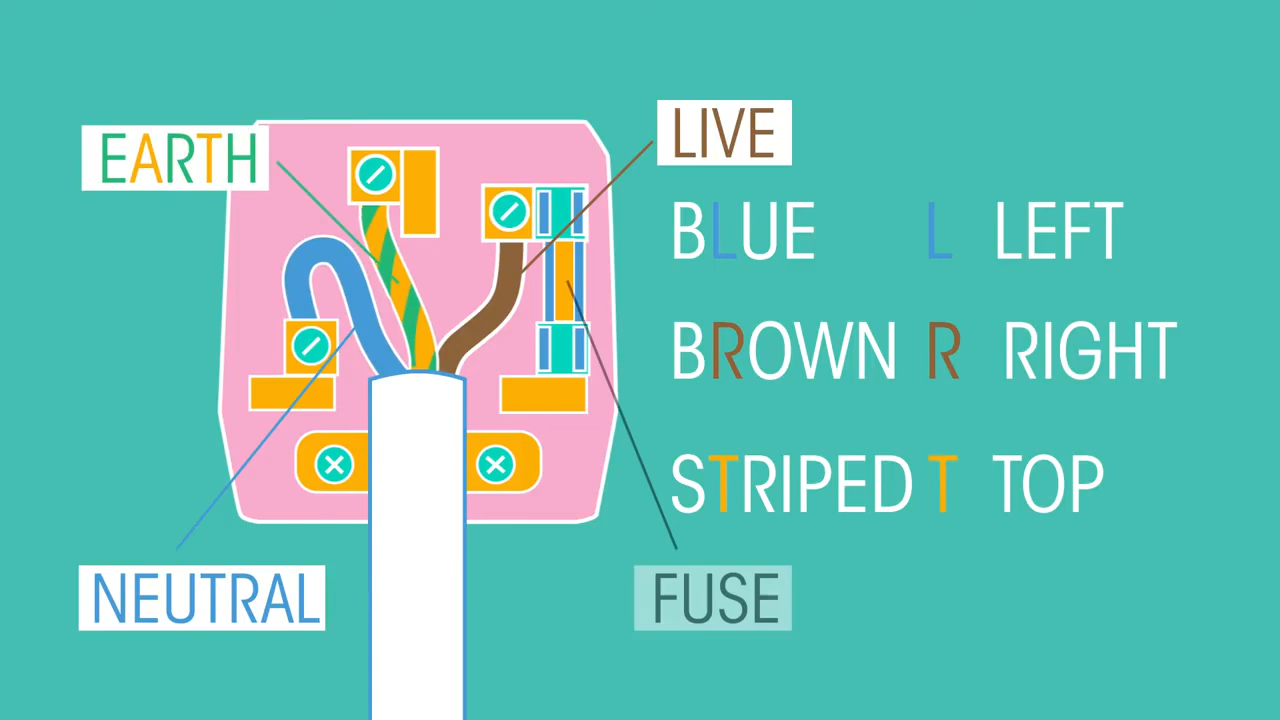 EARTH
LIVE
BLUE L LEFT
BROWN R RIGHT
STRIPED T TOP
NEUTRAL
FUSE